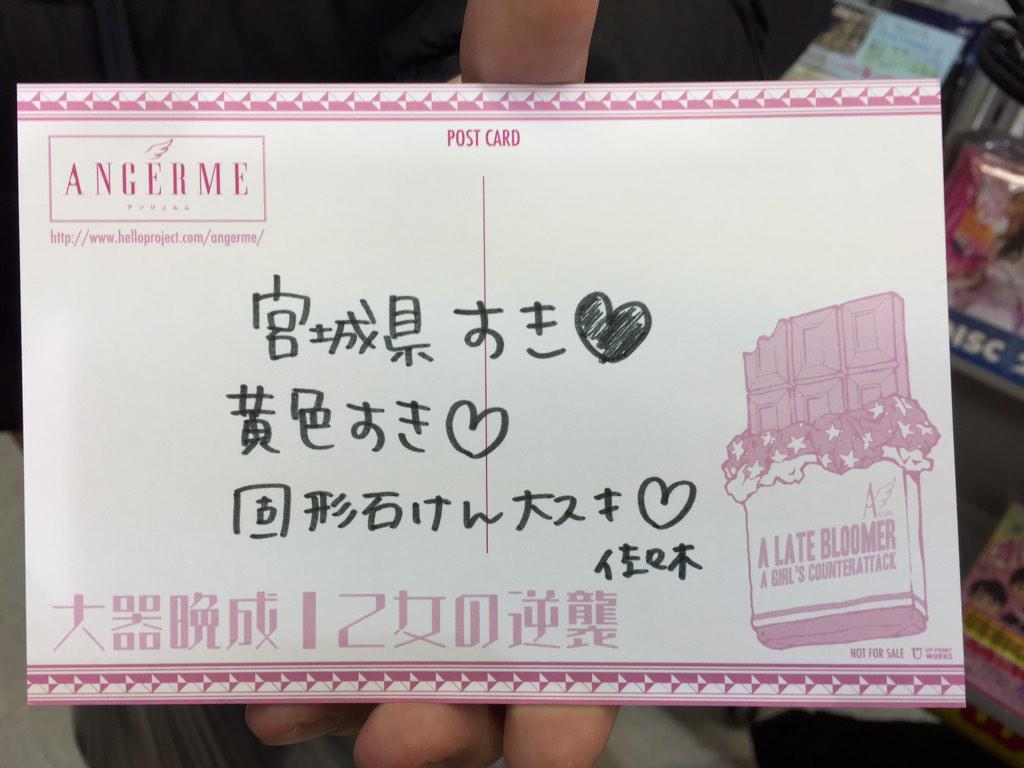 POST CARD
ANGERME
アンジュルム
http://www.helloproject.com/angerme/
宮城県 すき♥
黄色すき♡
固形石けん大スキ♡
佐々木
A
A LATE BLOOMER
A GIRL'S COUNTERATTACK
大器晩成 | 乙女の逆襲
NOT FOR SALE
UP-FRONT WORKS
DISC 2